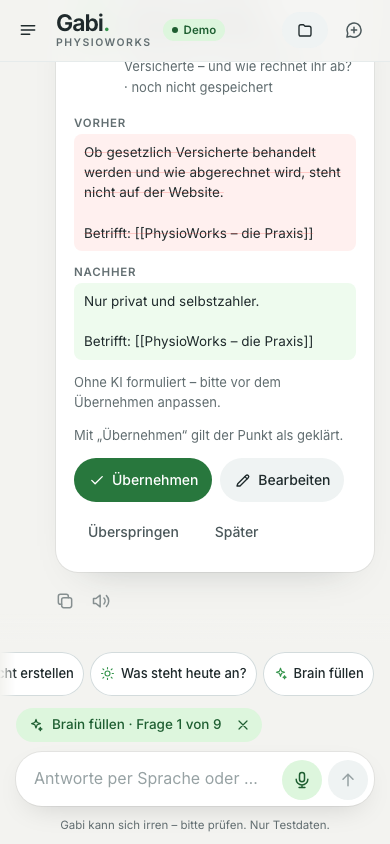 Gabi.
PHYSIOWORKS
Demo
Versicherte – und wie rechnet ihr ab?
· noch nicht gespeichert
VORHER
Ob gesetzlich Versicherte behandelt
werden und wie abgerechnet wird, steht
nicht auf der Website.
Betrifft: [[PhysioWorks – die Praxis]]
NACHHER
Nur privat und selbstzahler.
Betrifft: [[PhysioWorks – die Praxis]]
Ohne KI formuliert – bitte vor dem
Übernehmen anpassen.
Mit „Übernehmen“ gilt der Punkt als geklärt.
Übernehmen
Bearbeiten
Überspringen
Später
ht erstellen
Was steht heute an?
Brain füllen
Brain füllen · Frage 1 von 9
Antworte per Sprache oder ...
Gabi kann sich irren – bitte prüfen. Nur Testdaten.